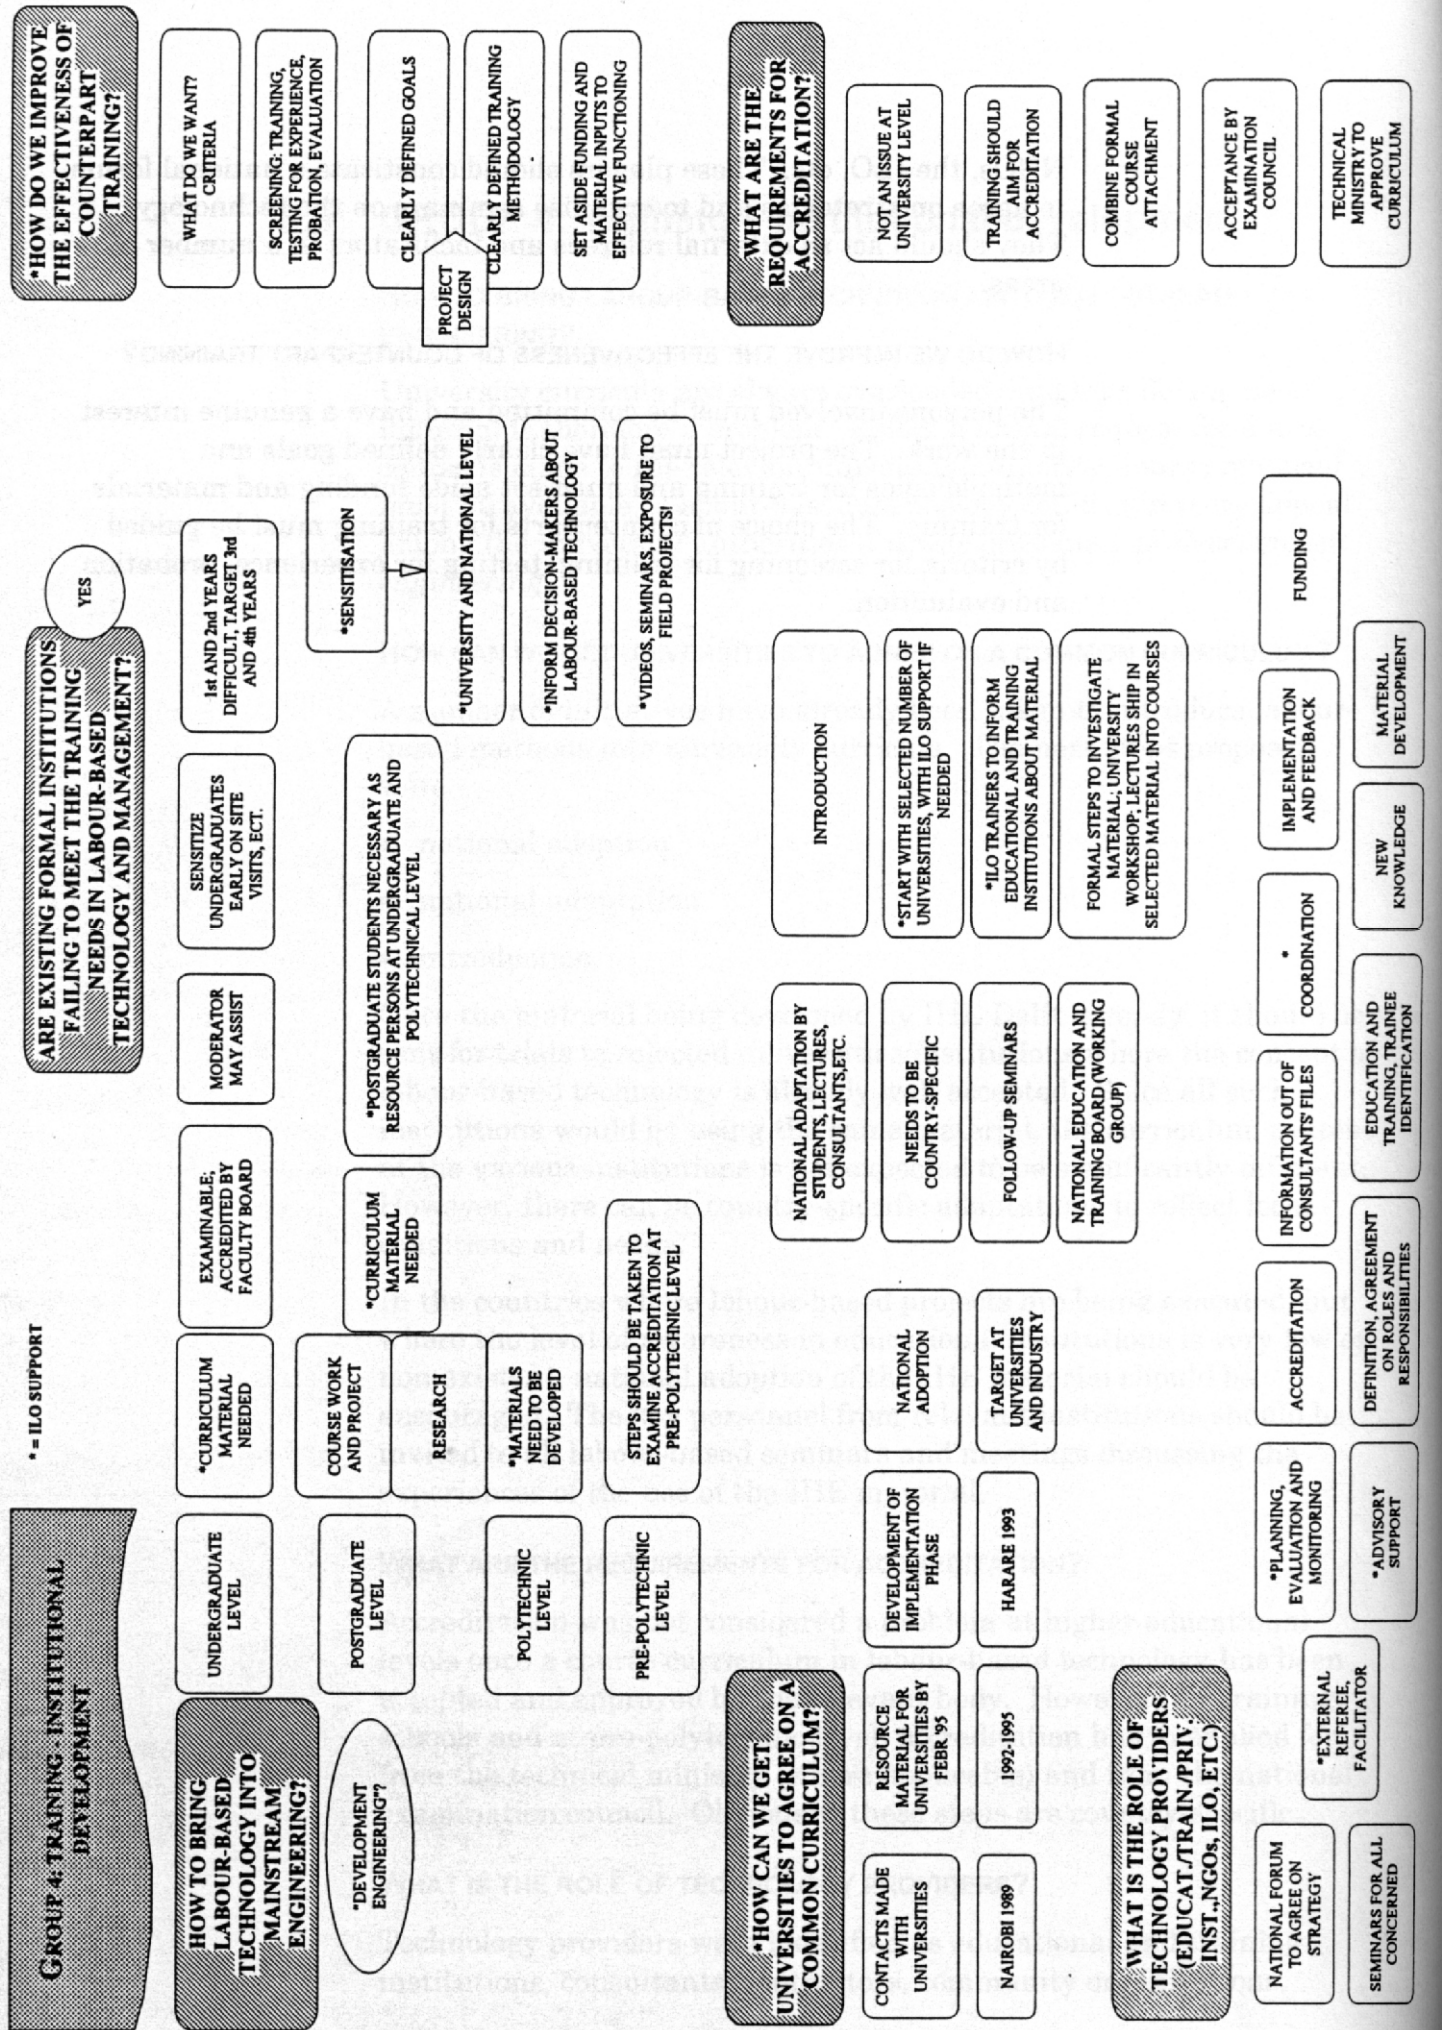 GROUP 4: TRAINING - INSTITUTIONAL
DEVELOPMENT
* = ILO SUPPORT
HOW TO BRING
LABOUR-BASED
TECHNOLOGY INTO
MAINSTREAM
ENGINEERING?
"DEVELOPMENT
ENGINEERING"?
UNDERGRADUATE
LEVEL
*CURRICULUM
MATERIAL
NEEDED
EXAMINABLE;
ACCREDITED BY
FACULTY BOARD
MODERATOR
MAY ASSIST
SENSITIZE
UNDERGRADUATES
EARLY ON SITE
VISITS, ECT.
1st AND 2nd YEARS
DIFFICULT, TARGET 3rd
AND 4th YEARS
POSTGRADUATE
LEVEL
COURSE WORK
AND PROJECT
RESEARCH
*CURRICULUM
MATERIAL
NEEDED
*POSTGRADUATE STUDENTS NECESSARY AS
RESOURCE PERSONS AT UNDERGRADUATE AND
POLYTECHNICAL LEVEL
POLYTECHNIC
LEVEL
*MATERIALS
NEED TO BE
DEVELOPED
PRE-POLYTECHNIC
LEVEL
STEPS SHOULD BE TAKEN TO
EXAMINE ACCREDITATION AT
PRE-POLYTECHNIC LEVEL
ARE EXISTING FORMAL INSTITUTIONS
FAILING TO MEET THE TRAINING
NEEDS IN LABOUR-BASED
TECHNOLOGY AND MANAGEMENT?
YES
*SENSITISATION
*UNIVERSITY AND NATIONAL LEVEL
*INFORM DECISION-MAKERS ABOUT
LABOUR-BASED TECHNOLOGY
*VIDEOS, SEMINARS, EXPOSURE TO
FIELD PROJECTS!
*HOW DO WE IMPROVE
THE EFFECTIVENESS OF
COUNTERPART
TRAINING?
WHAT DO WE WANT?
CRITERIA
SCREENING: TRAINING,
TESTING FOR EXPERIENCE,
PROBATION, EVALUATION
CLEARLY DEFINED GOALS
PROJECT
DESIGN
CLEARLY DEFINED TRAINING
METHODOLOGY
SET ASIDE FUNDING AND
MATERIAL INPUTS TO
EFFECTIVE FUNCTIONING
*HOW CAN WE GET
UNIVERSITIES TO AGREE ON A
COMMON CURRICULUM?
CONTACTS MADE
WITH
UNIVERSITIES
RESOURCE
MATERIAL FOR
UNIVERSITIES BY
FEBR '95
DEVELOPMENT OF
IMPLEMENTATION
PHASE
NATIONAL
ADOPTION
NATIONAL ADAPTATION BY
STUDENTS, LECTURES,
CONSULTANTS, ETC.
INTRODUCTION
NAIROBI 1989
1992-1995
HARARE 1993
TARGET AT
UNIVERSITIES
AND INDUSTRY
NEEDS TO BE
COUNTRY-SPECIFIC
FOLLOW-UP SEMINARS
NATIONAL EDUCATION AND
TRAINING BOARD (WORKING
GROUP)
*START WITH SELECTED NUMBER OF
UNIVERSITIES, WITH ILO SUPPORT IF
NEEDED
*ILO TRAINERS TO INFORM
EDUCATIONAL AND TRAINING
INSTITUTIONS ABOUT MATERIAL
FORMAL STEPS TO INVESTIGATE
MATERIAL; UNIVERSITY
WORKSHOP; LECTURES SHIP IN
SELECTED MATERIAL INTO COURSES
WHAT ARE THE
REQUIREMENTS FOR
ACCREDITATION?
NOT AN ISSUE AT
UNIVERSITY LEVEL
TRAINING SHOULD
AIM FOR
ACCREDITATION
COMBINE FORMAL
COURSE
ATTACHMENT
ACCEPTANCE BY
EXAMINATION
COUNCIL
TECHNICAL
MINISTRY TO
APPROVE
CURRICULUM
WHAT IS THE ROLE OF
TECHNOLOGY PROVIDERS
(EDUCAT./TRAIN./PRIV.
INST.,NGOs, ILO, ETC.)
NATIONAL FORUM
TO AGREE ON
STRATEGY
*EXTERNAL
REFEREE,
FACILITATOR
*PLANNING,
EVALUATION AND
MONITORING
ACCREDITATION
INFORMATION OF
CONSULTANTS FILES
*
COORDINATION
IMPLEMENTATION
AND FEEDBACK
FUNDING
SEMINARS FOR ALL
CONCERNED
*ADVISORY
SUPPORT
DEFINITION, AGREEMENT
ON ROLES AND
RESPONSIBILITIES
EDUCATION AND
TRAINING, TRAINEE
IDENTIFICATION
NEW
KNOWLEDGE
MATERIAL
DEVELOPMENT